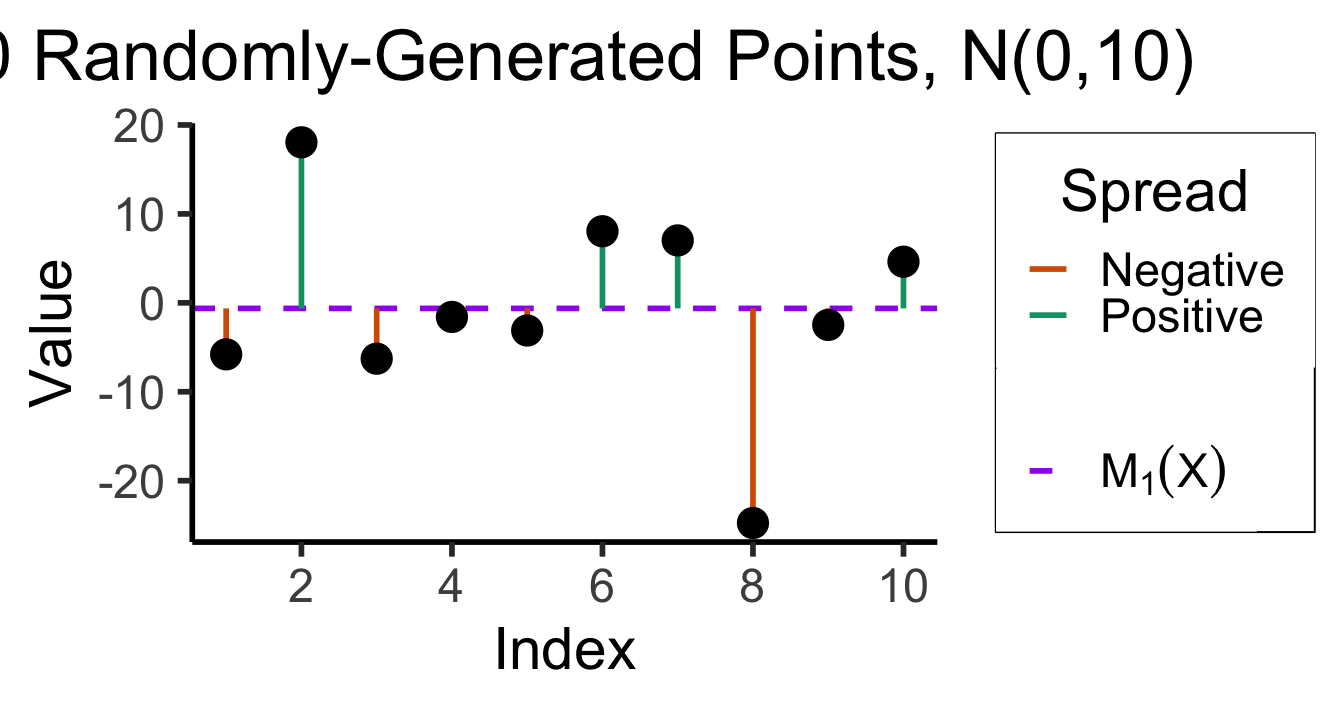 0 Randomly-Generated Points, N(0,10)
20
10
0
-10
-20
Value
2 4 6 8 10
Index
Spread
Negative
Positive
M₁(X)